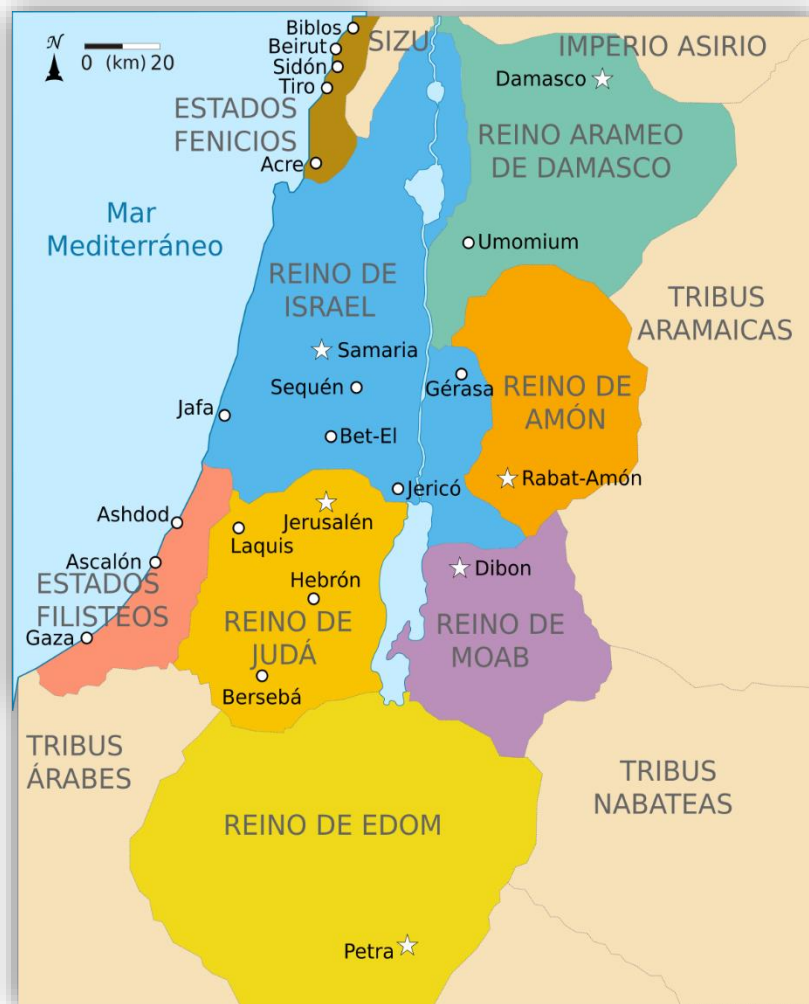 Biblos
Beirut
Sidón
Tiro
SIZU
IMPERIO ASIRIO
N
0 (km) 20
Damasco
ESTADOS
FENICIOS
REINO ARAMEO
DE DAMASCO
Acre
Mar
Mediterráneo
Umomium
REINO DE
ISRAEL
TRIBUS
ARAMAICAS
Samaria
Sequén
Gérasa
REINO DE
AMÓN
Jafa
Bet-El
Jericó
Rabat-Amón
Ashdod
Jerusalén
Laquis
Ascalón
Dibon
ESTADOS
FILISTEOS
Hebrón
Gaza
REINO DE
JUDÁ
REINO DE
MOAB
Bersebá
TRIBUS
ÁRABES
TRIBUS
NABATEAS
REINO DE EDOM
Petra